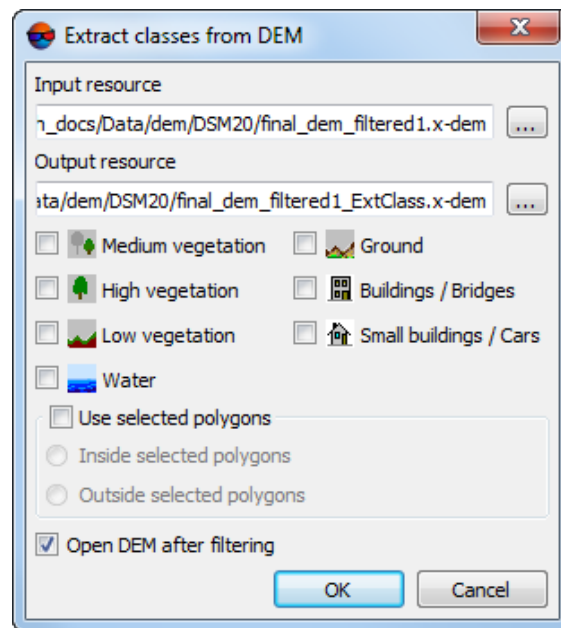 Extract classes from DEM
Input resource
n_docs/Data/dem/DSM20/final_dem_filtered1.x-dem ...
Output resource
ata/dem/DSM20/final_dem_filtered1_ExtClass.x-dem ...
Medium vegetation Ground
High vegetation Buildings / Bridges
Low vegetation Small buildings / Cars
Water
Use selected polygons
Inside selected polygons
Outside selected polygons
Open DEM after filtering
OK Cancel